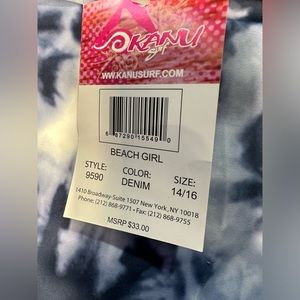 KANU
Surf
WWW.KANUSURF.COM
6 87290 15549 0
BEACH GIRL
STYLE: COLOR: SIZE:
9590 DENIM 14/16
1410 Broadway-Suite 1507 New York, NY 10018
Phone: (212) 868-9771 • Fax: (212) 868-9755
MSRP $33.00